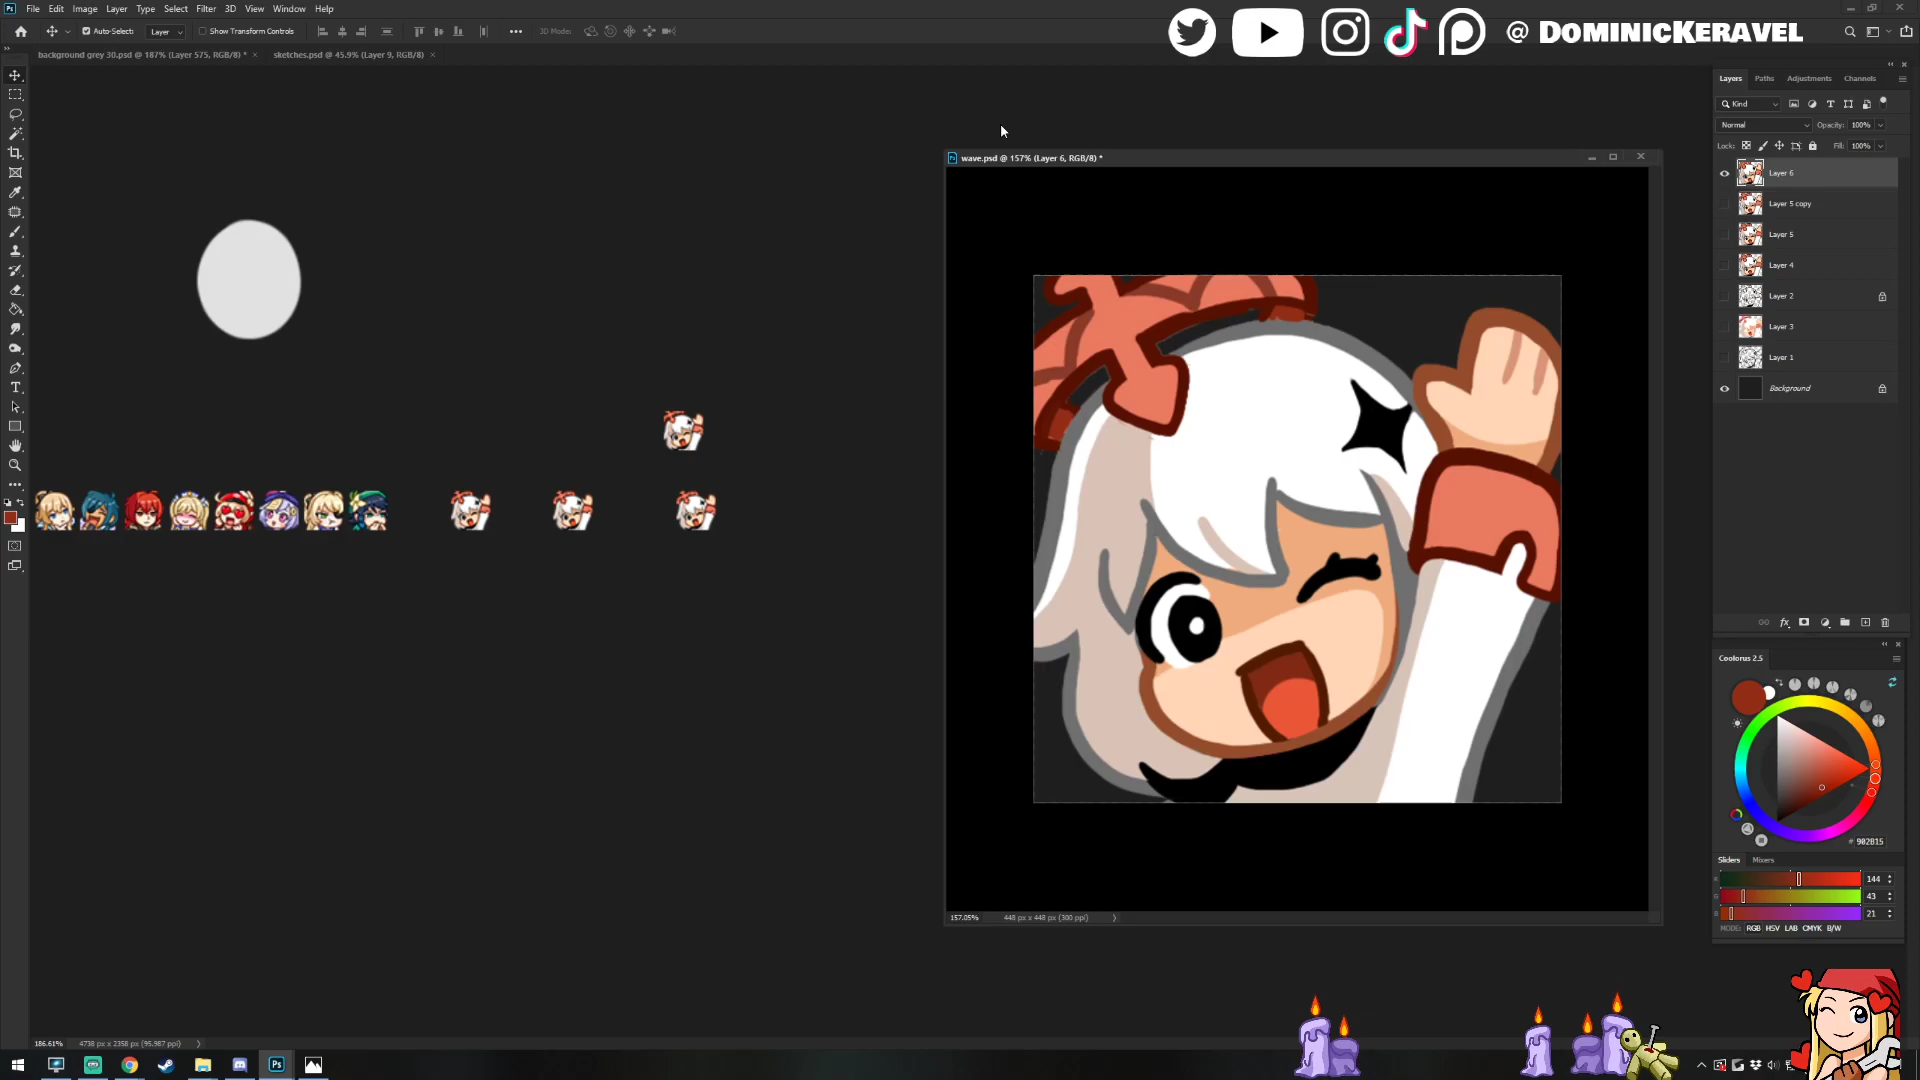 File Edit Image Layer Type Select Filter 3D View Window Help
Auto-Select: Layer Show Transform Controls 3D Mode:
@ DOMINICKERAVEL
background grey 30.psd @ 187% (Layer 575, RGB/8) *
sketches.psd @ 45.9% (Layer 9, RGB/8)
wave.psd @ 157% (Layer 6, RGB/8) *
Layers Paths Adjustments Channels
Kind
Normal Opacity: 100%
Lock: Fill: 100%
Layer 6
Layer 5 copy
Layer 5
Layer 4
Layer 2
Layer 3
Layer 1
Background
fx
Coolorus 2.5
# 902B15
Sliders Mixers
144
G 43
B 21
MODE: RGB HSV LAB CMYK B/W
157.05% 448 px x 448 px (300 ppi)
186.61% 4738 px x 2358 px (95.987 ppi)